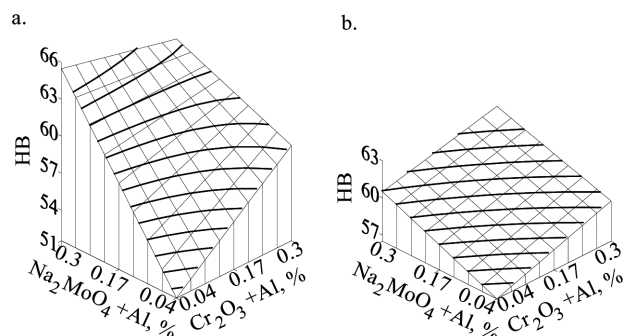 a.
66
63
60
57
54
51
HB
0.3
0.17
0.04
Na2MoO4 +Al, %
0.04
0.17
0.3
Cr2O3 +Al, %
b.
63
60
57
HB
0.3
0.17
0.04
Na2MoO4 +Al, %
0.04
0.17
0.3
Cr2O3 +Al, %